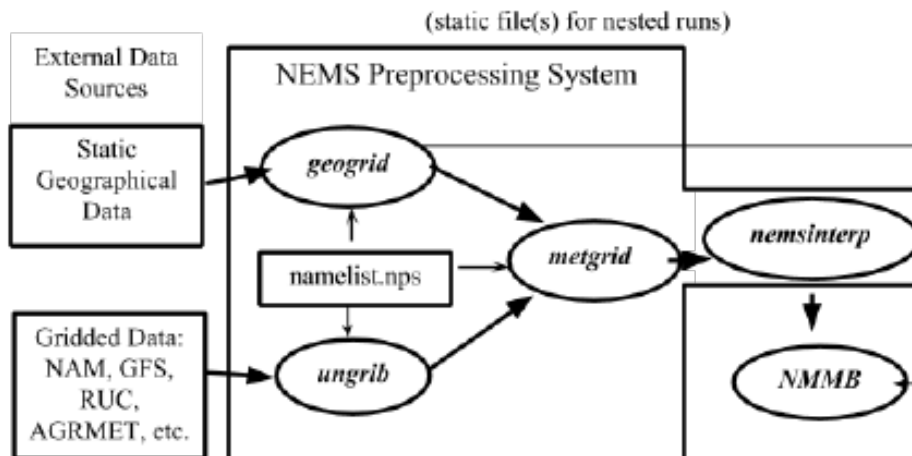 (static file(s) for nested runs)
External Data
Sources
NEMS Preprocessing System
Static
Geographical
Data
geogrid
namelist.nps
metgrid
nemsinterp
Gridded Data:
NAM, GFS,
RUC,
AGRMET, etc.
ungrib
NMMB